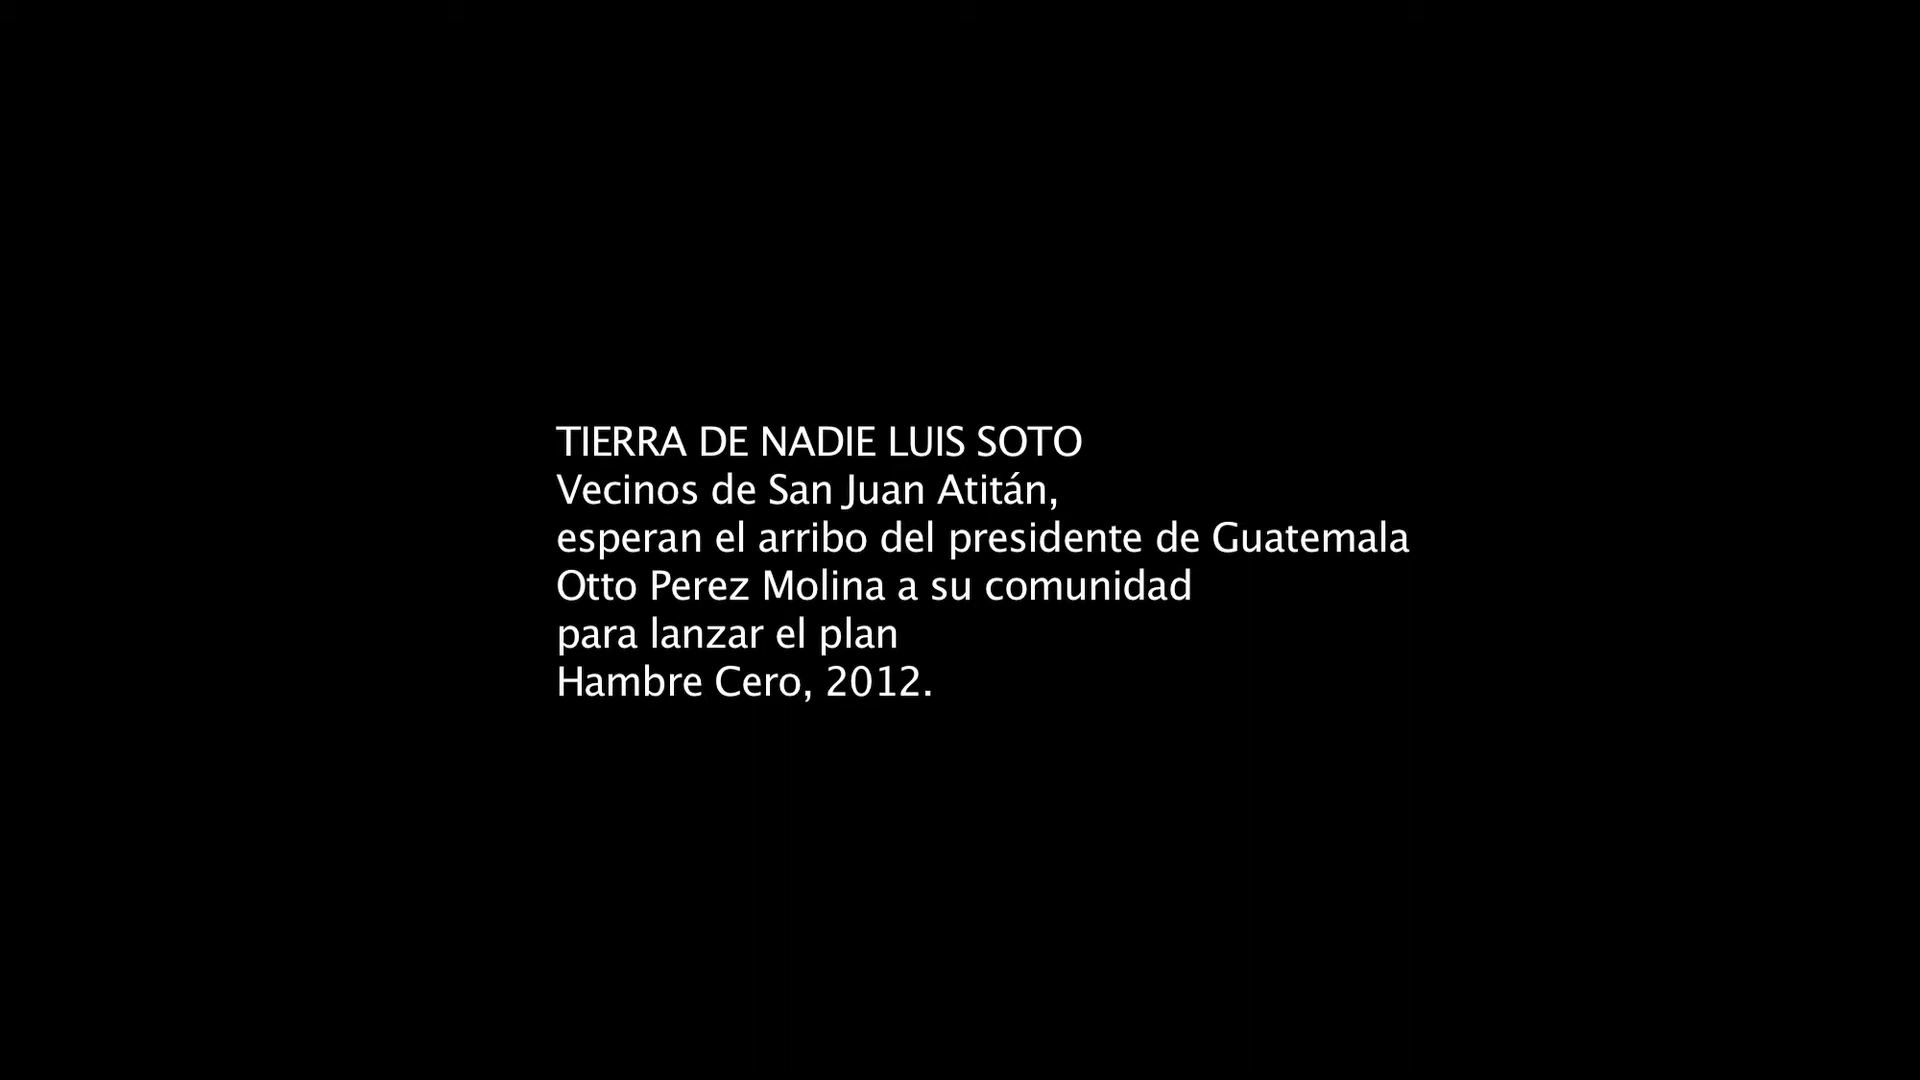 TIERRA DE NADIE LUIS SOTO
Vecinos de San Juan Atitán,
esperan el arribo del presidente de Guatemala
Otto Perez Molina a su comunidad
para lanzar el plan
Hambre Cero, 2012.